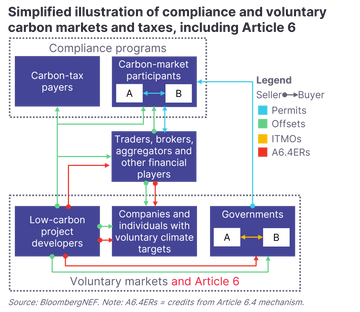 Simplified illustration of compliance and voluntary
carbon markets and taxes, including Article 6
Compliance programs
Carbon-tax
payers
Carbon-market
participants
A
B
Legend
Seller
Buyer
Permits
Offsets
ITMOs
A6.4ERs
Traders, brokers,
aggregators and
other financial
players
Low-carbon
project
developers
Companies and
individuals with
voluntary climate
targets
Governments
A
B
Voluntary markets and Article 6
Source: BloombergNEF. Note: A6.4ERs = credits from Article 6.4 mechanism.